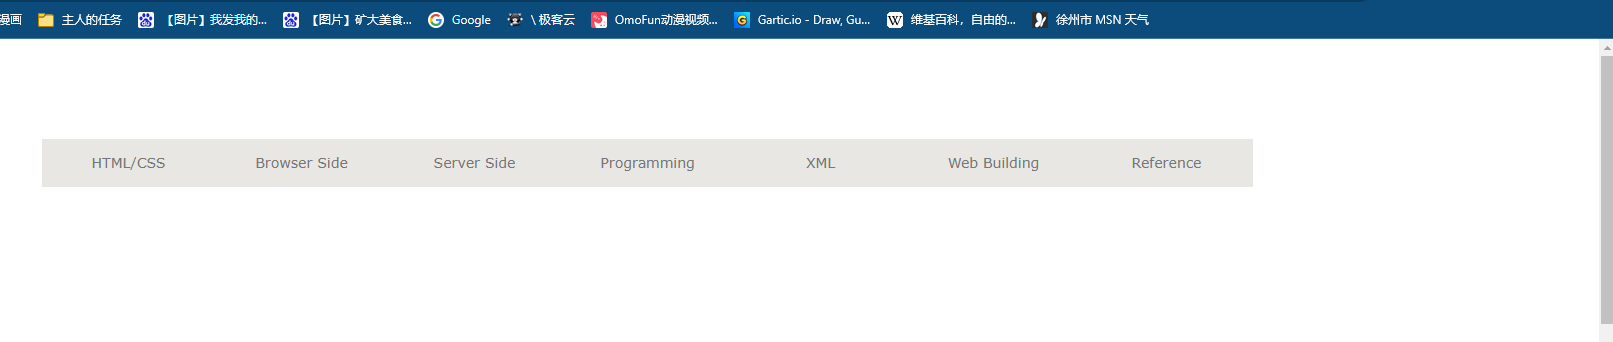 漫画 主人的任务 【图片】我发我的... 【图片】矿大美食... Google \ 极客云 OmoFun动漫视频... Gartic.io - Draw, Gu... 维基百科，自由的... 徐州市 MSN 天气
HTML/CSS Browser Side Server Side Programming XML Web Building Reference